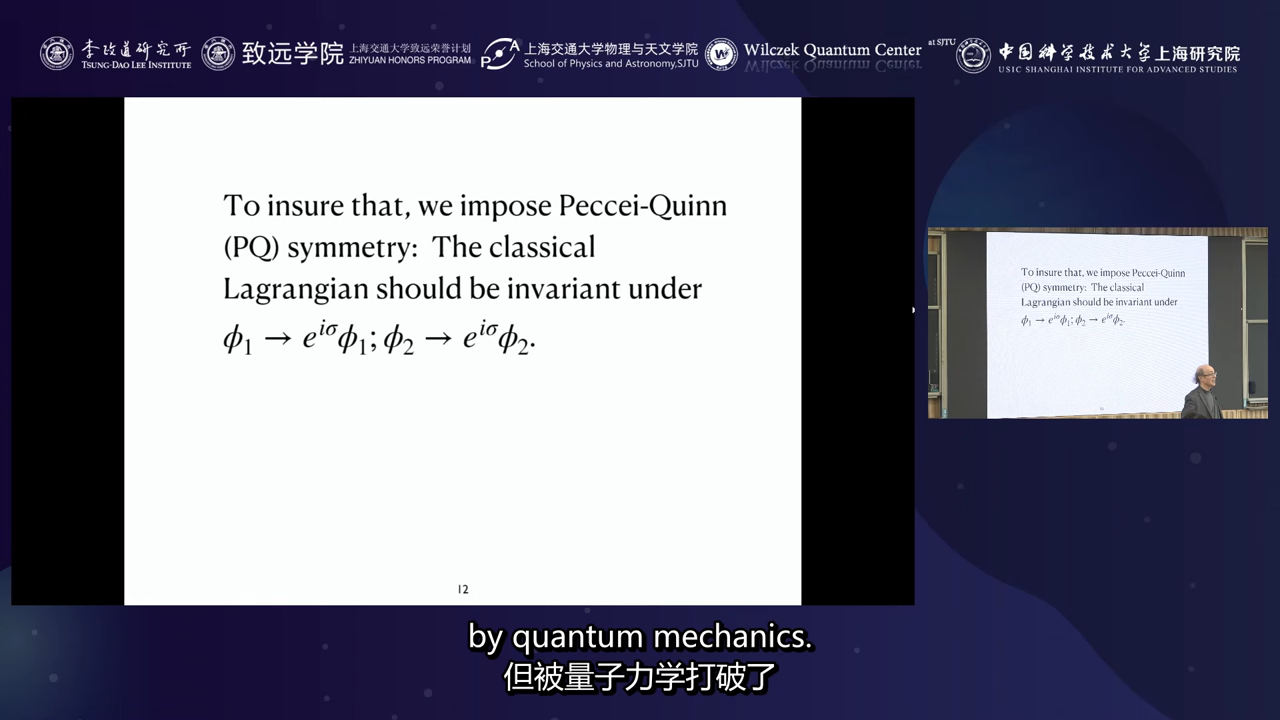 李政道研究所
TSUNG-DAO LEE INSTITUTE
致远学院
上海交通大学致远荣誉计划
ZHIYUAN HONORS PROGRAM
上海交通大学物理与天文学院
School of Physics and Astronomy,SJTU
Wilczek Quantum Center
at SJTU
中国科学技术大学上海研究院
USTC SHANGHAI INSTITUTE FOR ADVANCED STUDIES
To insure that, we impose Peccei-Quinn
(PQ) symmetry: The classical
Lagrangian should be invariant under
ϕ₁ → e^{iσ}ϕ₁; ϕ₂ → e^{iσ}ϕ₂.
12
To insure that, we impose Peccei-Quinn
(PQ) symmetry: The classical
Lagrangian should be invariant under
ϕ₁ → e^{iσ}ϕ₁; ϕ₂ → e^{iσ}ϕ₂.
by quantum mechanics.
但被量子力学打破了